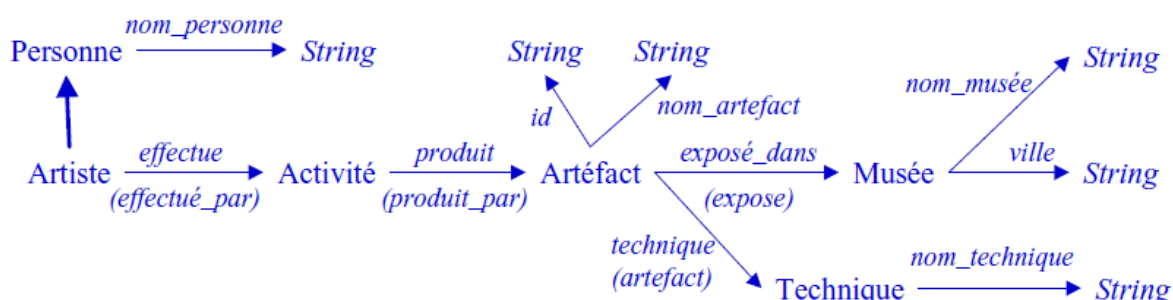 nom_personne
Personne String String String String
id nom_artefact nom_musée
effectue produit exposé_dans ville
Artiste Activité Artéfact Musée String
(effectué_par) (produit_par) (expose)
technique nom_technique
(artefact)
Technique String